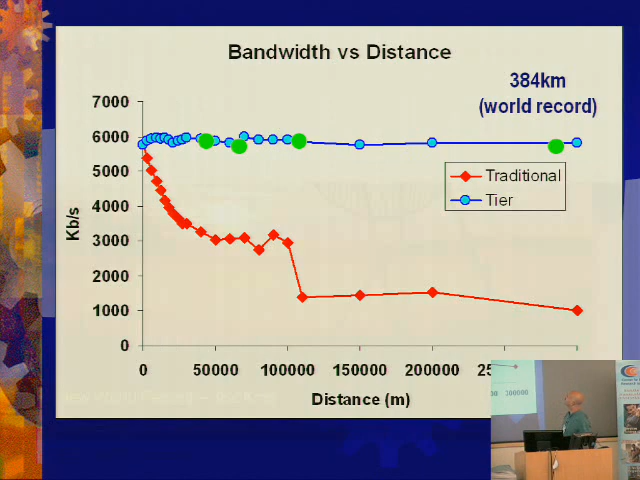 Bandwidth vs Distance
384km
(world record)
7000
6000
5000
4000
3000
2000
1000
0
Kb/s
Traditional
Tier
0
50000
100000
150000
200000
Distance (m)